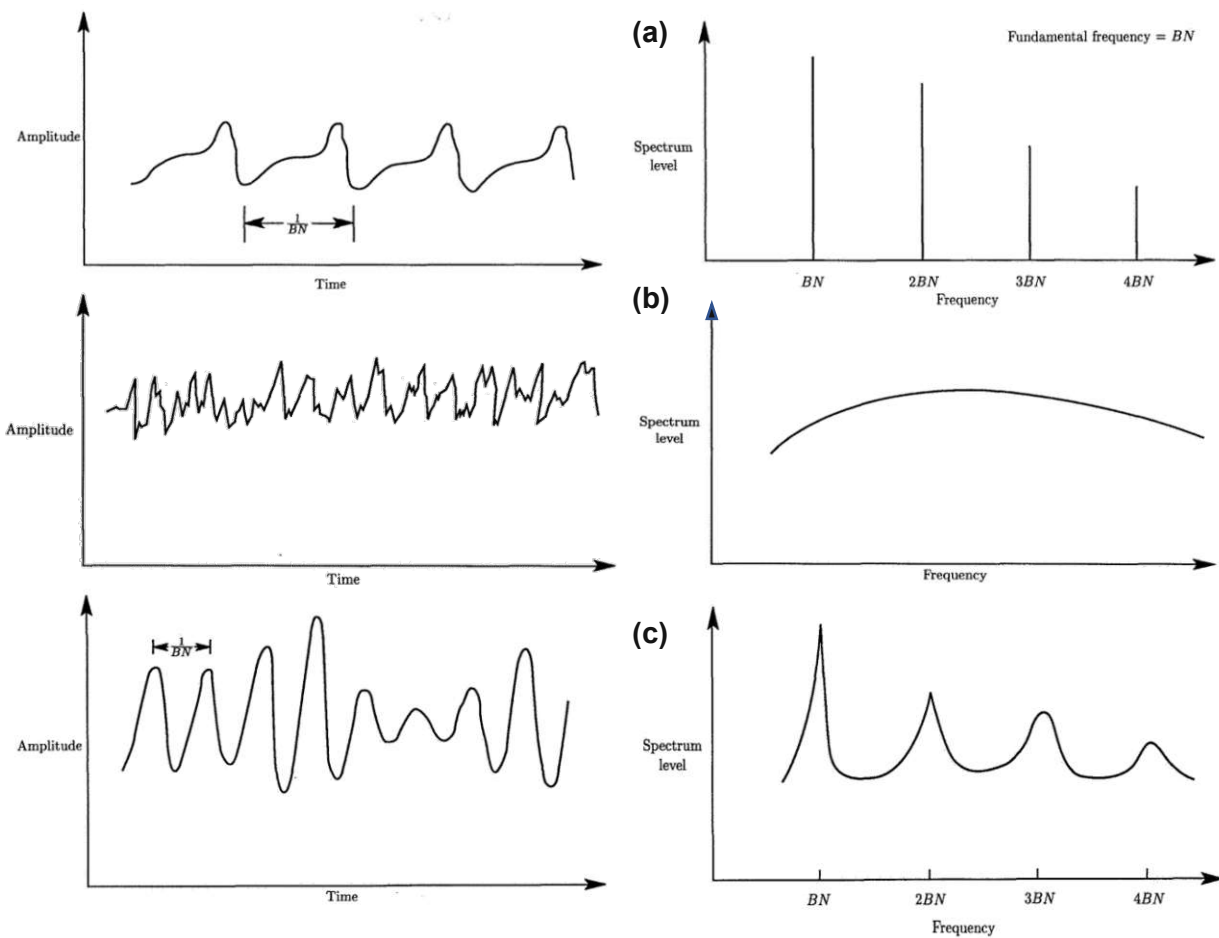 Amplitude
1/BN
Time
(a)
Fundamental frequency = BN
Spectrum
level
BN 2BN 3BN 4BN
Frequency
Amplitude
Time
(b)
Spectrum
level
Frequency
1/BN
Amplitude
Time
(c)
Spectrum
level
BN 2BN 3BN 4BN
Frequency